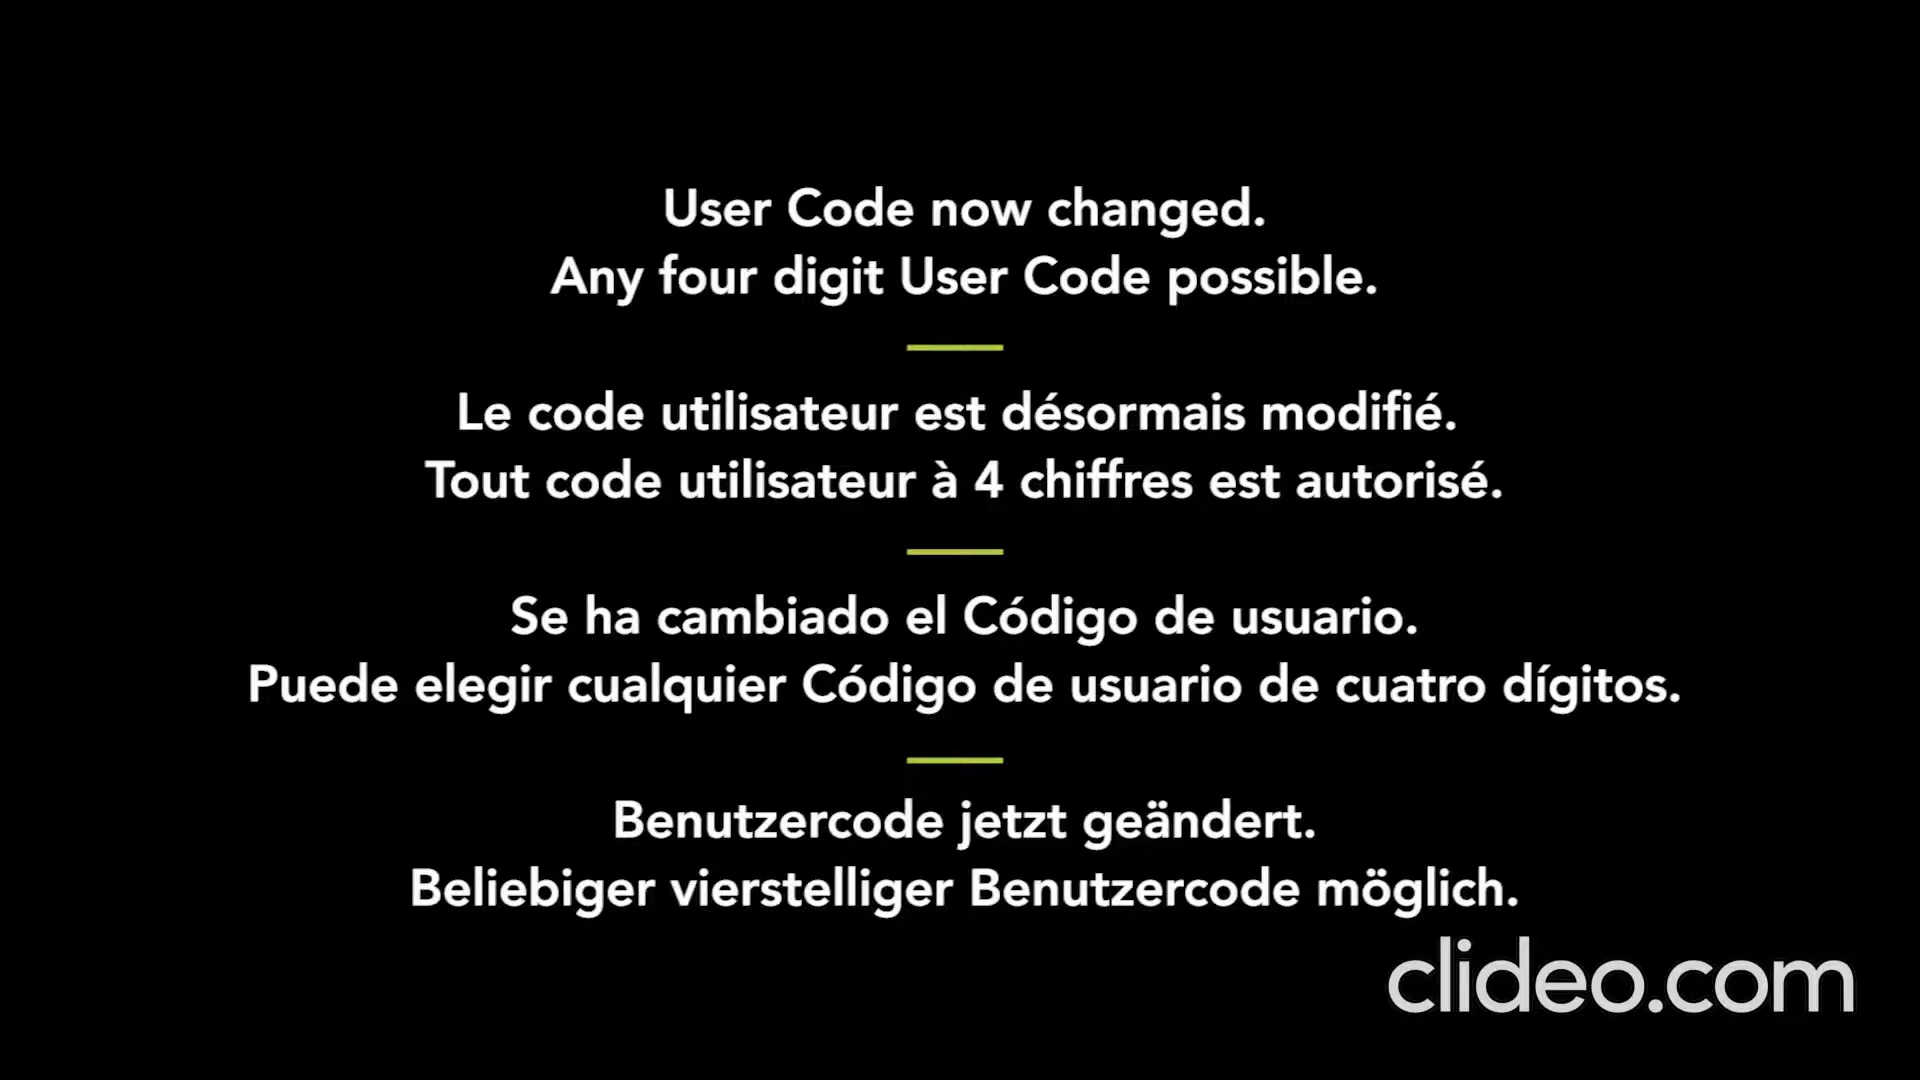 User Code now changed.
Any four digit User Code possible.
Le code utilisateur est désormais modifié.
Tout code utilisateur à 4 chiffres est autorisé.
Se ha cambiado el Código de usuario.
Puede elegir cualquier Código de usuario de cuatro dígitos.
Benutzercode jetzt geändert.
Beliebiger vierstelliger Benutzercode möglich.
clideo.com